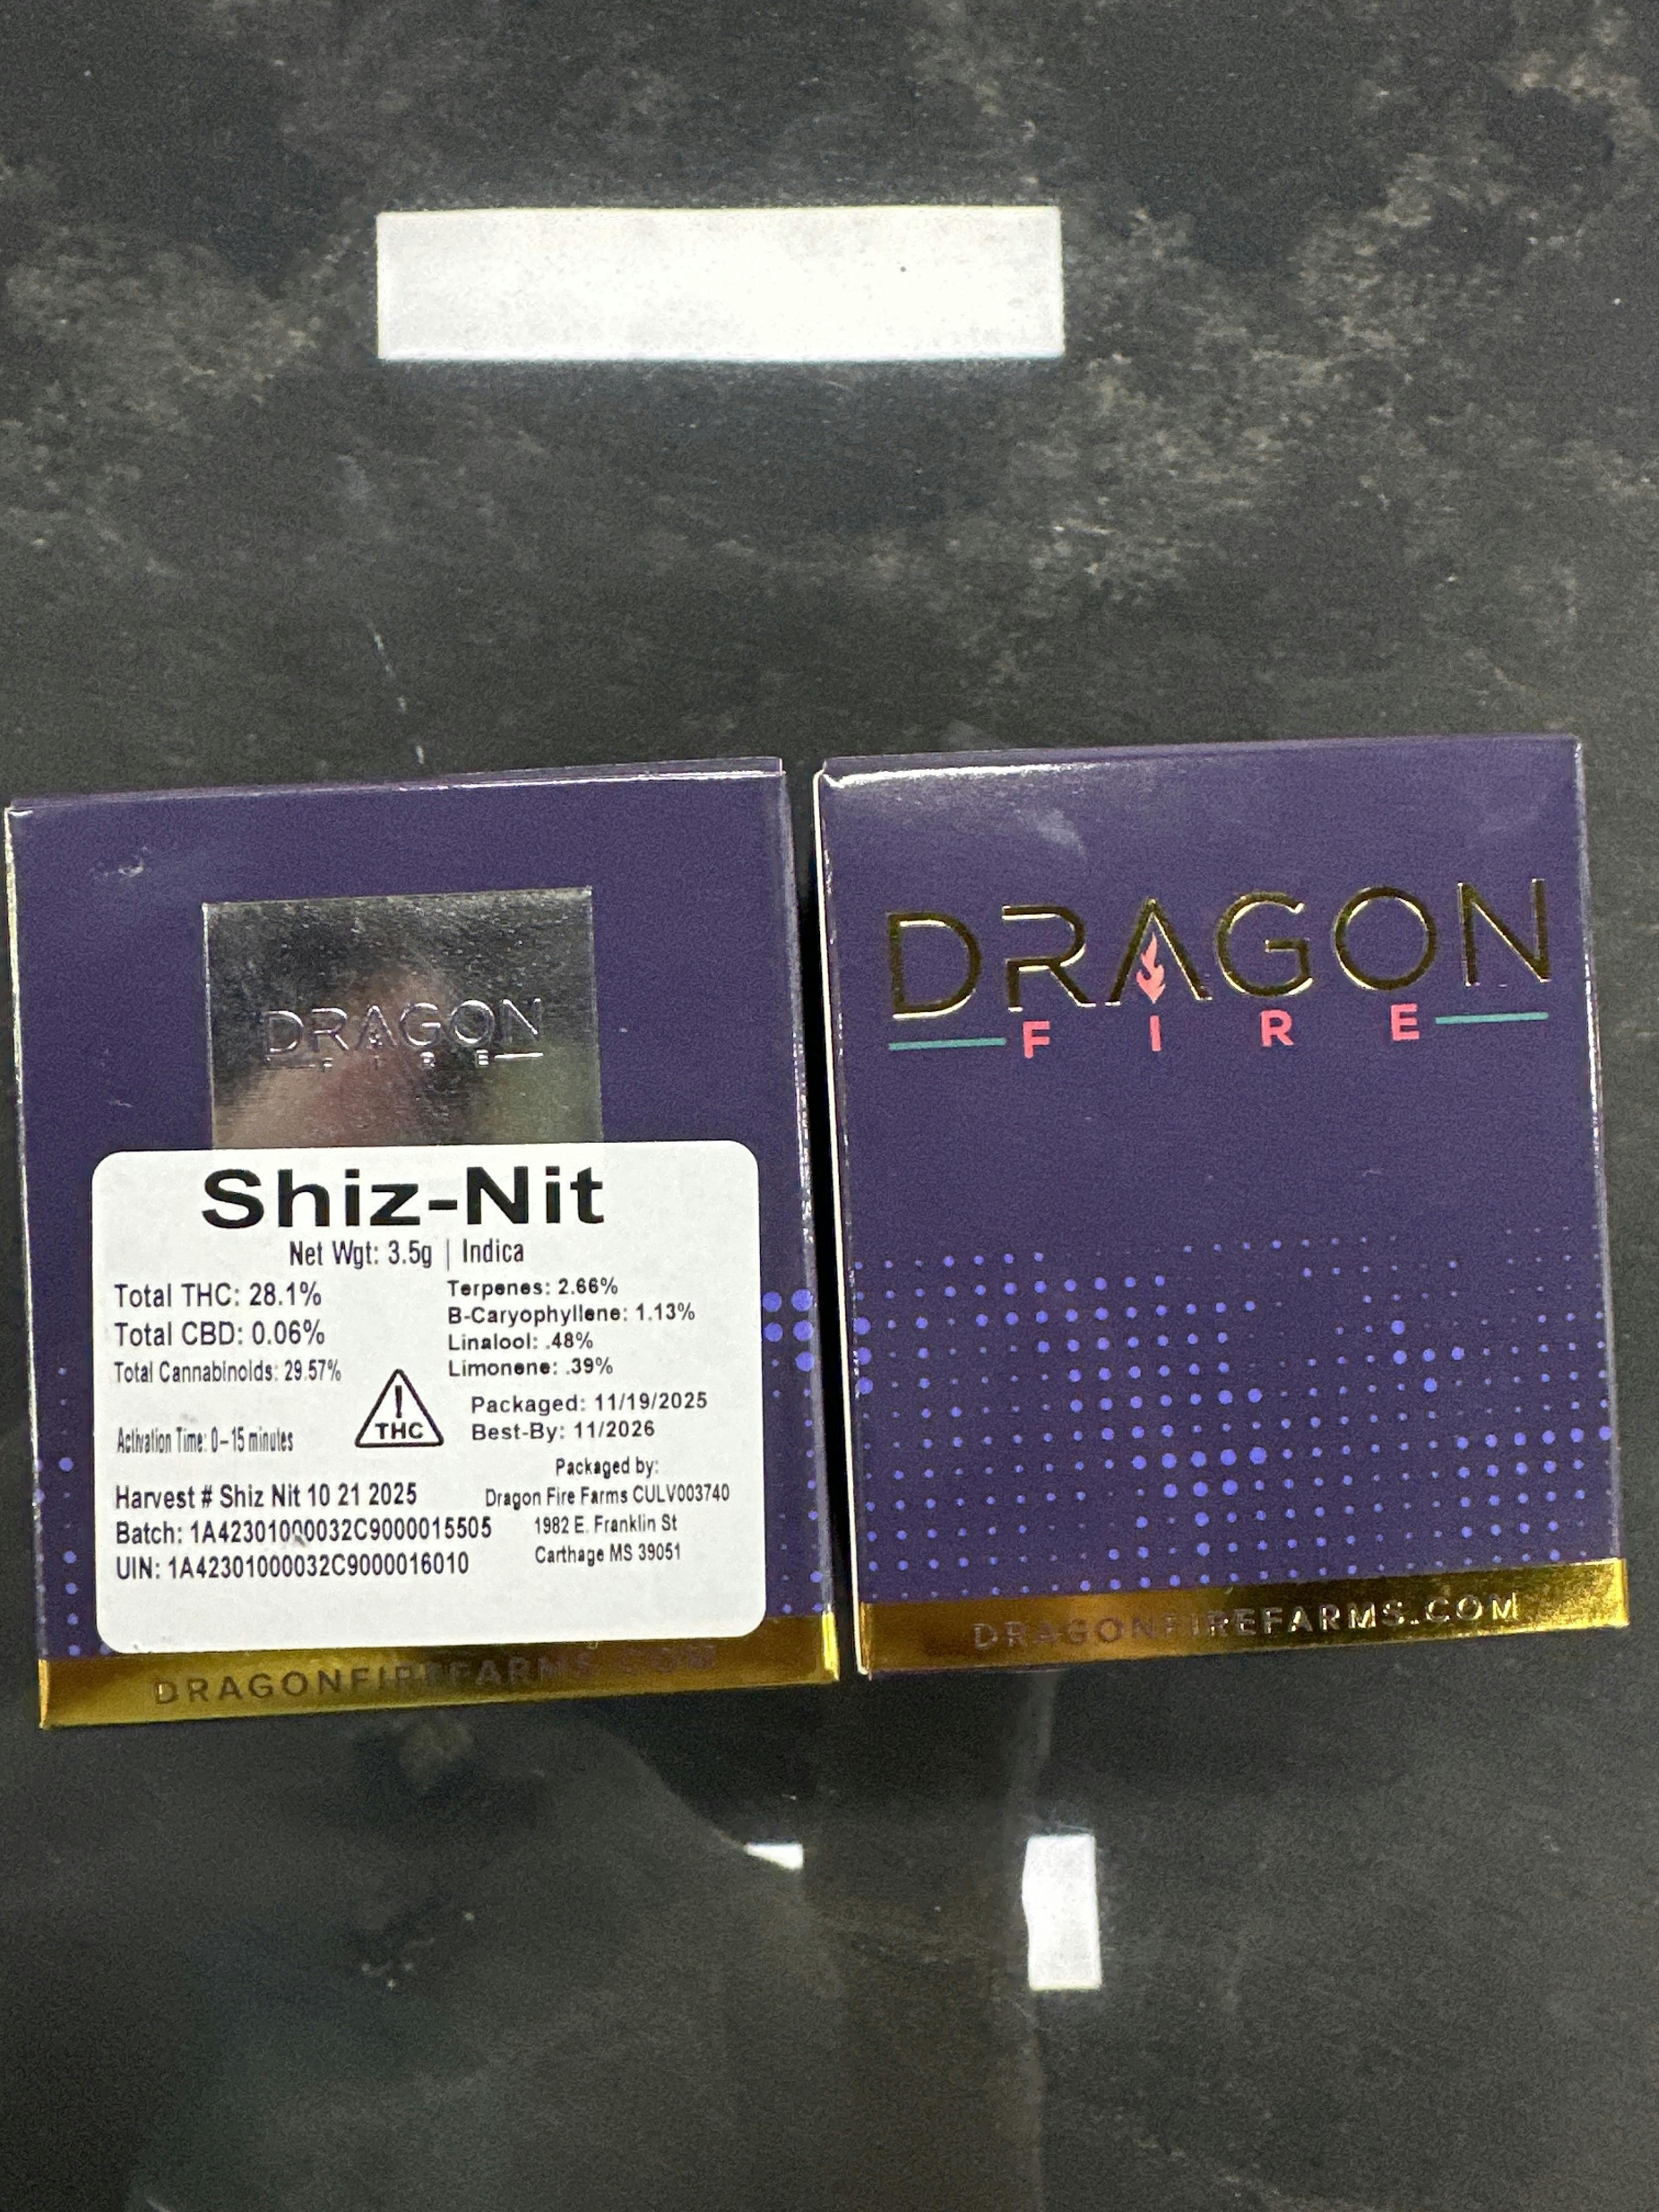 DRAGON
FIRE
Shiz-Nit
Net Wgt: 3.5g | Indica
Total THC: 28.1%
Total CBD: 0.06%
Total Cannabinoids: 29.57%
Activation Time: 0-15 minutes
Terpenes: 2.66%
B-Caryophyllene: 1.13%
Linalool: .48%
Limonene: .39%
THC
Packaged: 11/19/2025
Best-By: 11/2026
Harvest # Shiz Nit 10 21 2025
Batch: 1A42301000032C9000015505
UIN: 1A42301000032C9000016010
Packaged by:
Dragon Fire Farms CULV003740
1982 E. Franklin St
Carthage MS 39051
DRAGONFIREFARMS.COM
DRAGON
FIRE
DRAGONFIREFARMS.COM